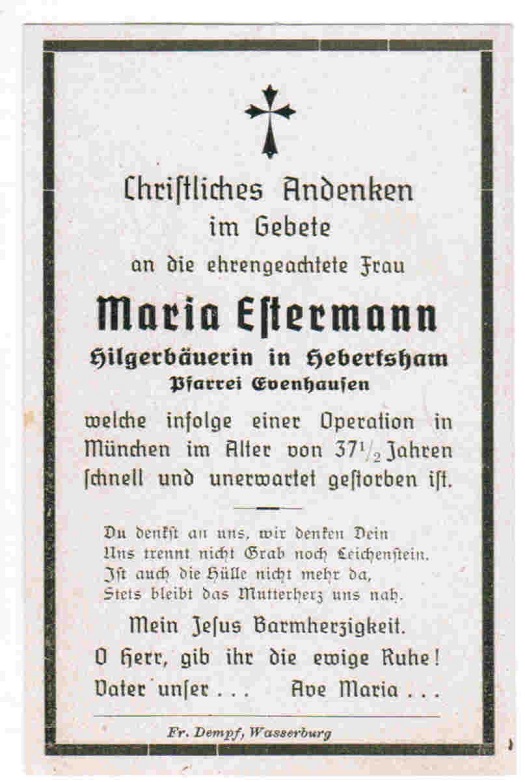 Chriſtliches Andenken
im Gebete
an die ehrengeachtete Frau
Maria Eſtermann
Hilgerbäuerin in Hebertsham
Pfarrei Evenhauſen
welche infolge einer Operation in
München im Alter von 37½ Jahren
ſchnell und unerwartet geſtorben iſt.
Du denkſt an uns, wir denken Dein
Uns trennt nicht Grab noch Leichenſtein.
Iſt auch die Hülle nicht mehr da,
Stets bleibt das Mutterherz uns nah.
Mein Jeſus Barmherzigkeit.
O Herr, gib ihr die ewige Ruhe!
Vater unſer . . . Ave Maria . . .
Fr. Dempf, Wasserburg